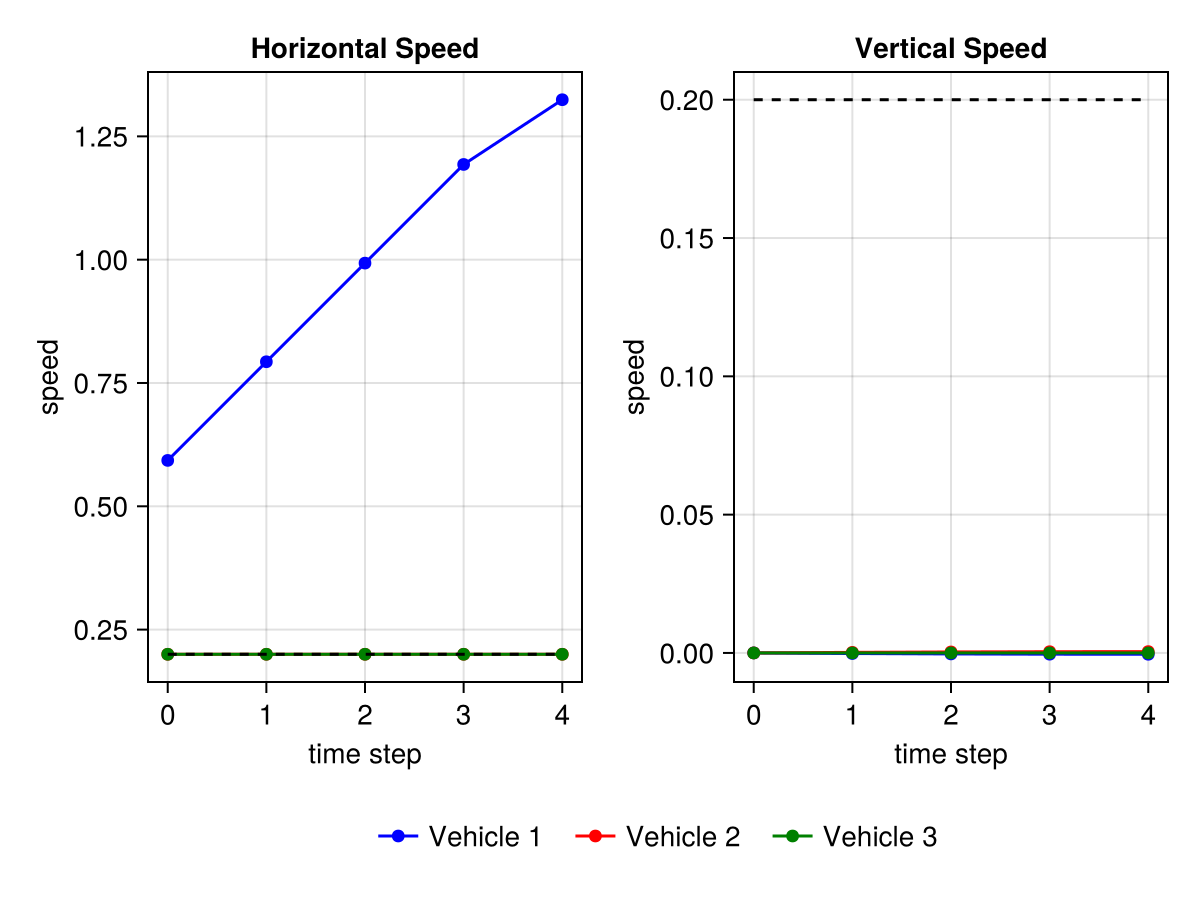 Horizontal Speed
1.25
1.00
0.75
0.50
0.25
speed
0 1 2 3 4
time step
Vertical Speed
0.20
0.15
0.10
0.05
0.00
speed
0 1 2 3 4
time step
Vehicle 1 Vehicle 2 Vehicle 3